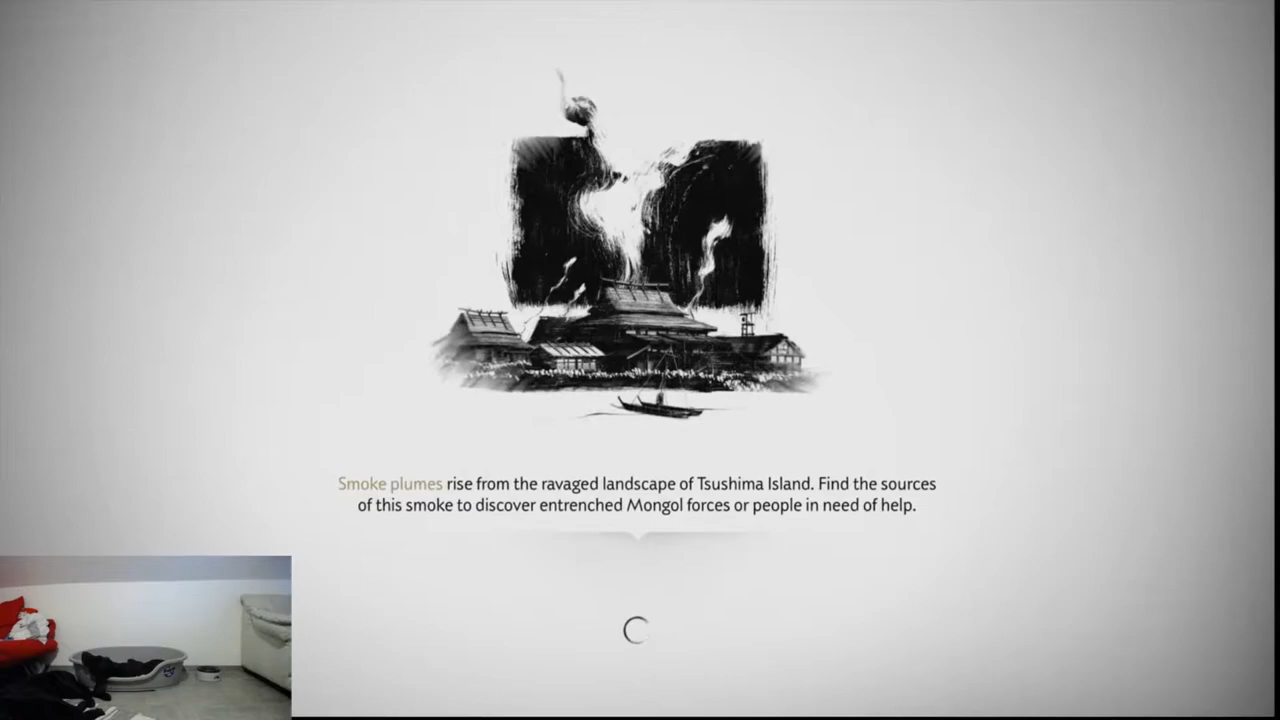 Smoke plumes rise from the ravaged landscape of Tsushima Island. Find the sources
of this smoke to discover entrenched Mongol forces or people in need of help.